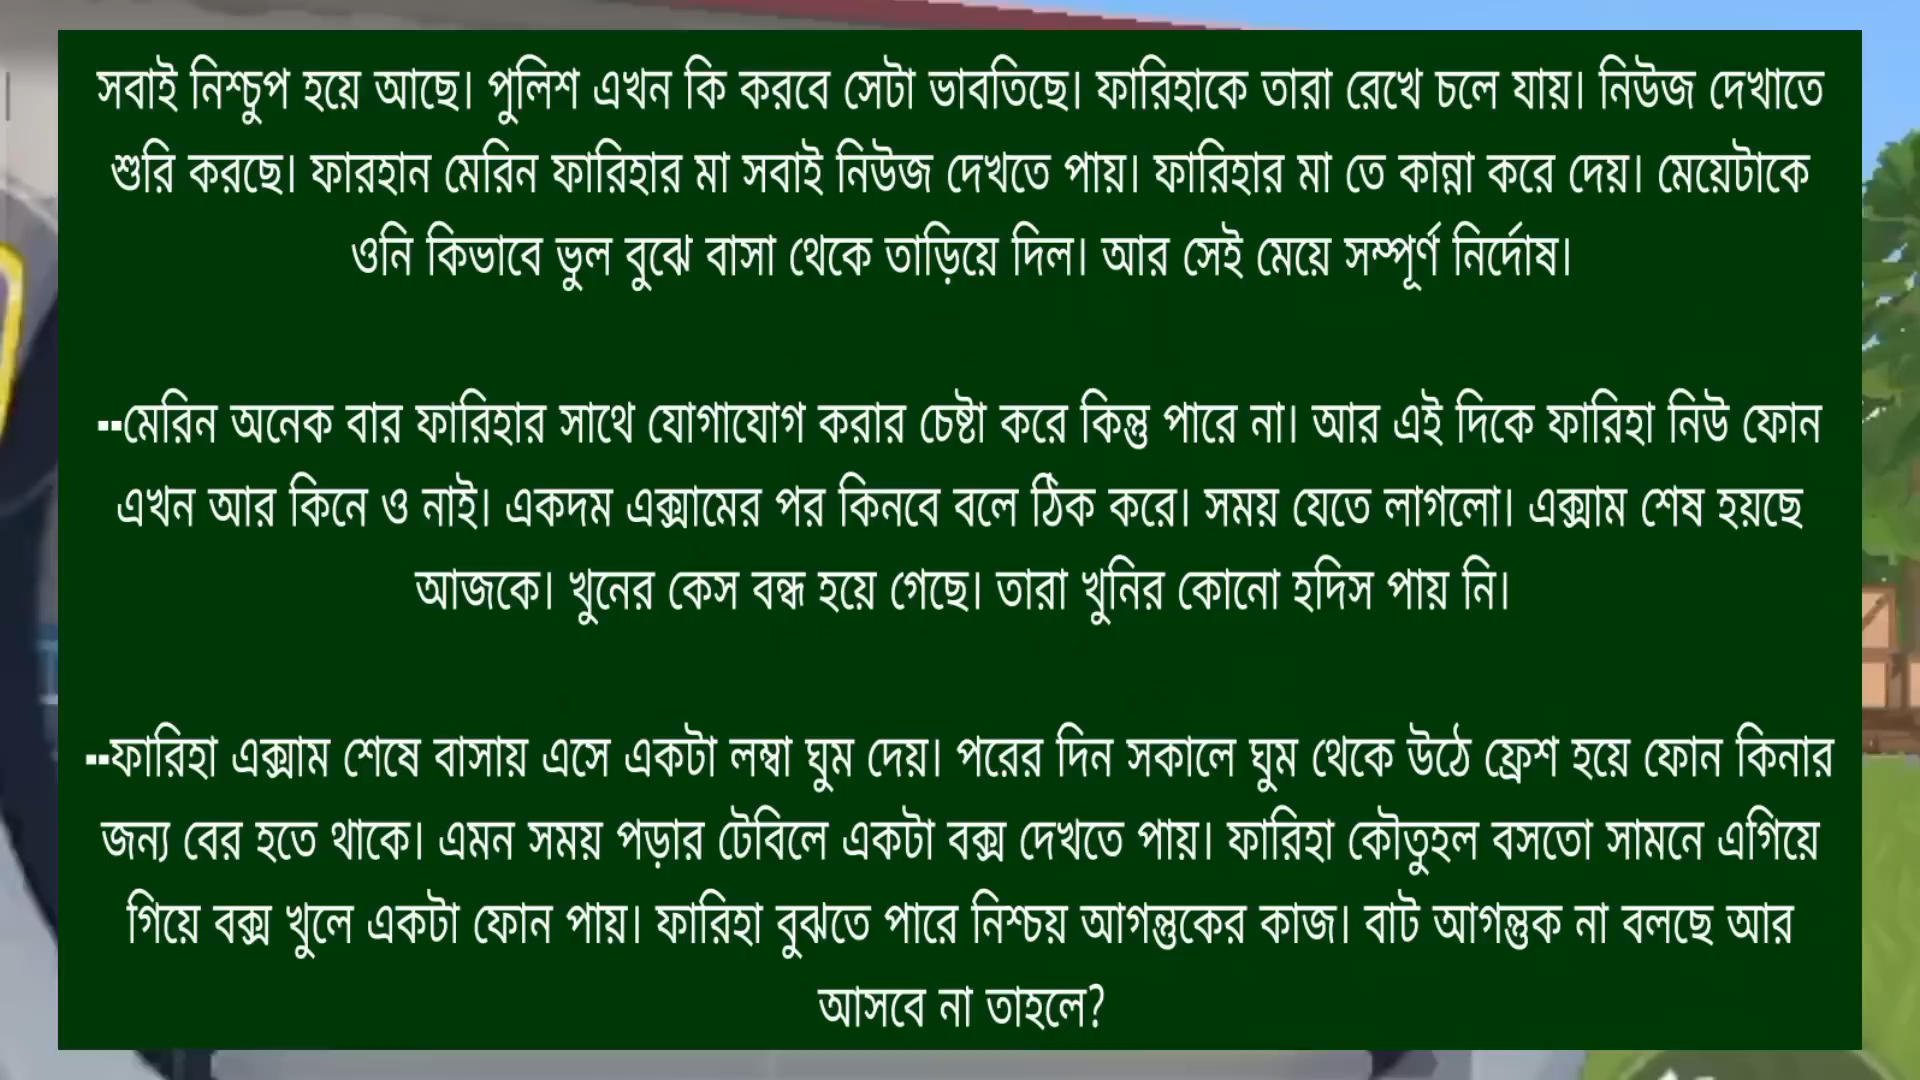 সবাই নিশ্চুপ হয়ে আছে। পুলিশ এখন কি করবে সেটা ভাবতিছে। ফারিহাকে তারা রেখে চলে যায়। নিউজ দেখাতে
শুরি করছে। ফারহান মেরিন ফারিহার মা সবাই নিউজ দেখতে পায়। ফারিহার মা তে কান্না করে দেয়। মেয়েটাকে
ওনি কিভাবে ভুল বুঝে বাসা থেকে তাড়িয়ে দিল। আর সেই মেয়ে সম্পূর্ণ নির্দোষ।
--মেরিন অনেক বার ফারিহার সাথে যোগাযোগ করার চেষ্টা করে কিন্তু পারে না। আর এই দিকে ফারিহা নিউ ফোন
এখন আর কিনে ও নাই। একদম এক্সামের পর কিনবে বলে ঠিক করে। সময় যেতে লাগলো। এক্সাম শেষ হয়ছে
আজকে। খুনের কেস বন্ধ হয়ে গেছে। তারা খুনির কোনো হদিস পায় নি।
--ফারিহা এক্সাম শেষে বাসায় এসে একটা লম্বা ঘুম দেয়। পরের দিন সকালে ঘুম থেকে উঠে ফ্রেশ হয়ে ফোন কিনার
জন্য বের হতে থাকে। এমন সময় পড়ার টেবিলে একটা বক্স দেখতে পায়। ফারিহা কৌতুহল বসতো সামনে এগিয়ে
গিয়ে বক্স খুলে একটা ফোন পায়। ফারিহা বুঝতে পারে নিশ্চয় আগন্তুকের কাজ। বাট আগন্তুক না বলছে আর
আসবে না তাহলে?